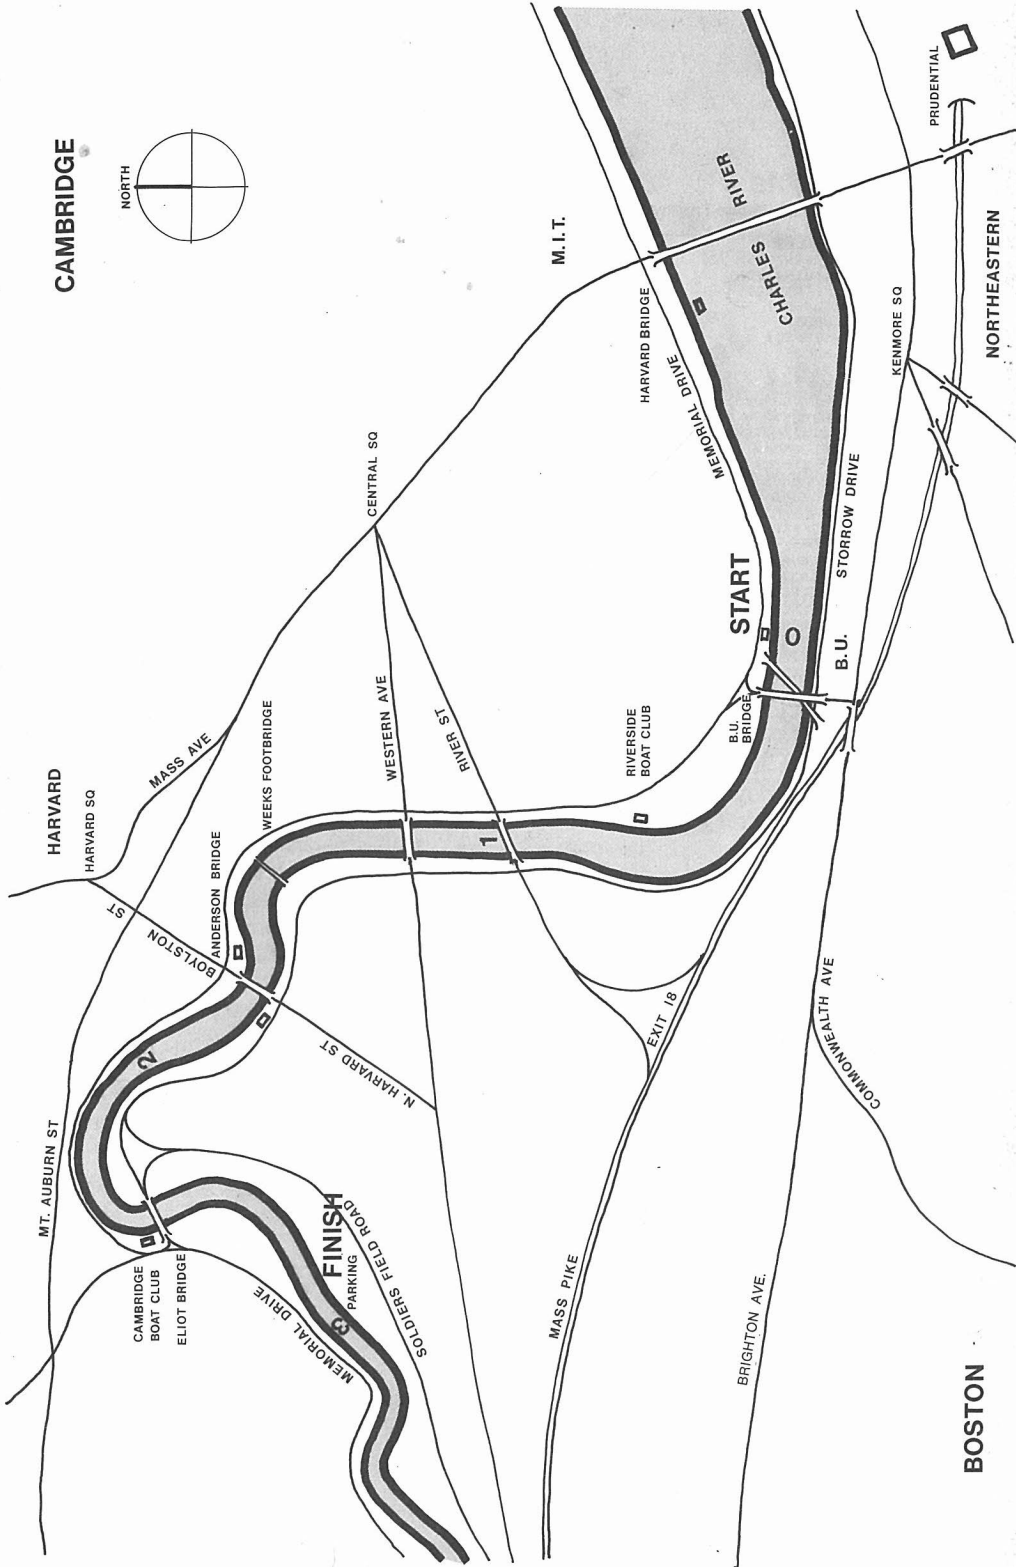 CAMBRIDGE
NORTH
HARVARD
HARVARD SQ
MASS AVE
CENTRAL SQ
M.I.T.
HARVARD BRIDGE
MEMORIAL DRIVE
CHARLES RIVER
PRUDENTIAL
NORTHEASTERN
KENMORE SQ
STORROW DRIVE
START
0
B.U.
B.U.
BRIDGE
RIVERSIDE
BOAT CLUB
RIVER ST
WESTERN AVE
1
WEEKS FOOTBRIDGE
ANDERSON BRIDGE
BOYLSTON ST
N. HARVARD ST
2
MT. AUBURN ST
CAMBRIDGE
BOAT CLUB
ELIOT BRIDGE
MEMORIAL DRIVE
FINISH
PARKING
3
SOLDIERS FIELD ROAD
EXIT 18
MASS PIKE
COMMONWEALTH AVE
BRIGHTON AVE.
BOSTON